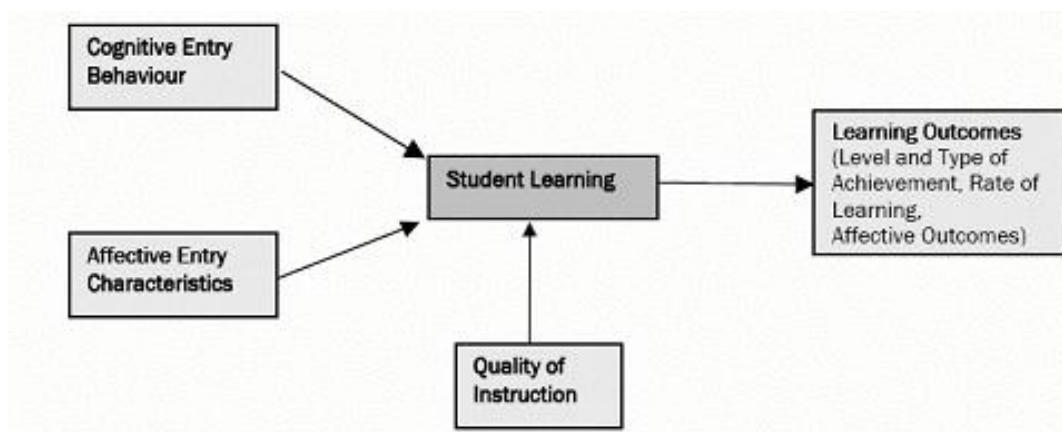 Cognitive Entry
Behaviour
Student Learning
Learning Outcomes
(Level and Type of
Achievement, Rate of
Learning,
Affective Outcomes)
Affective Entry
Characteristics
Quality of
Instruction